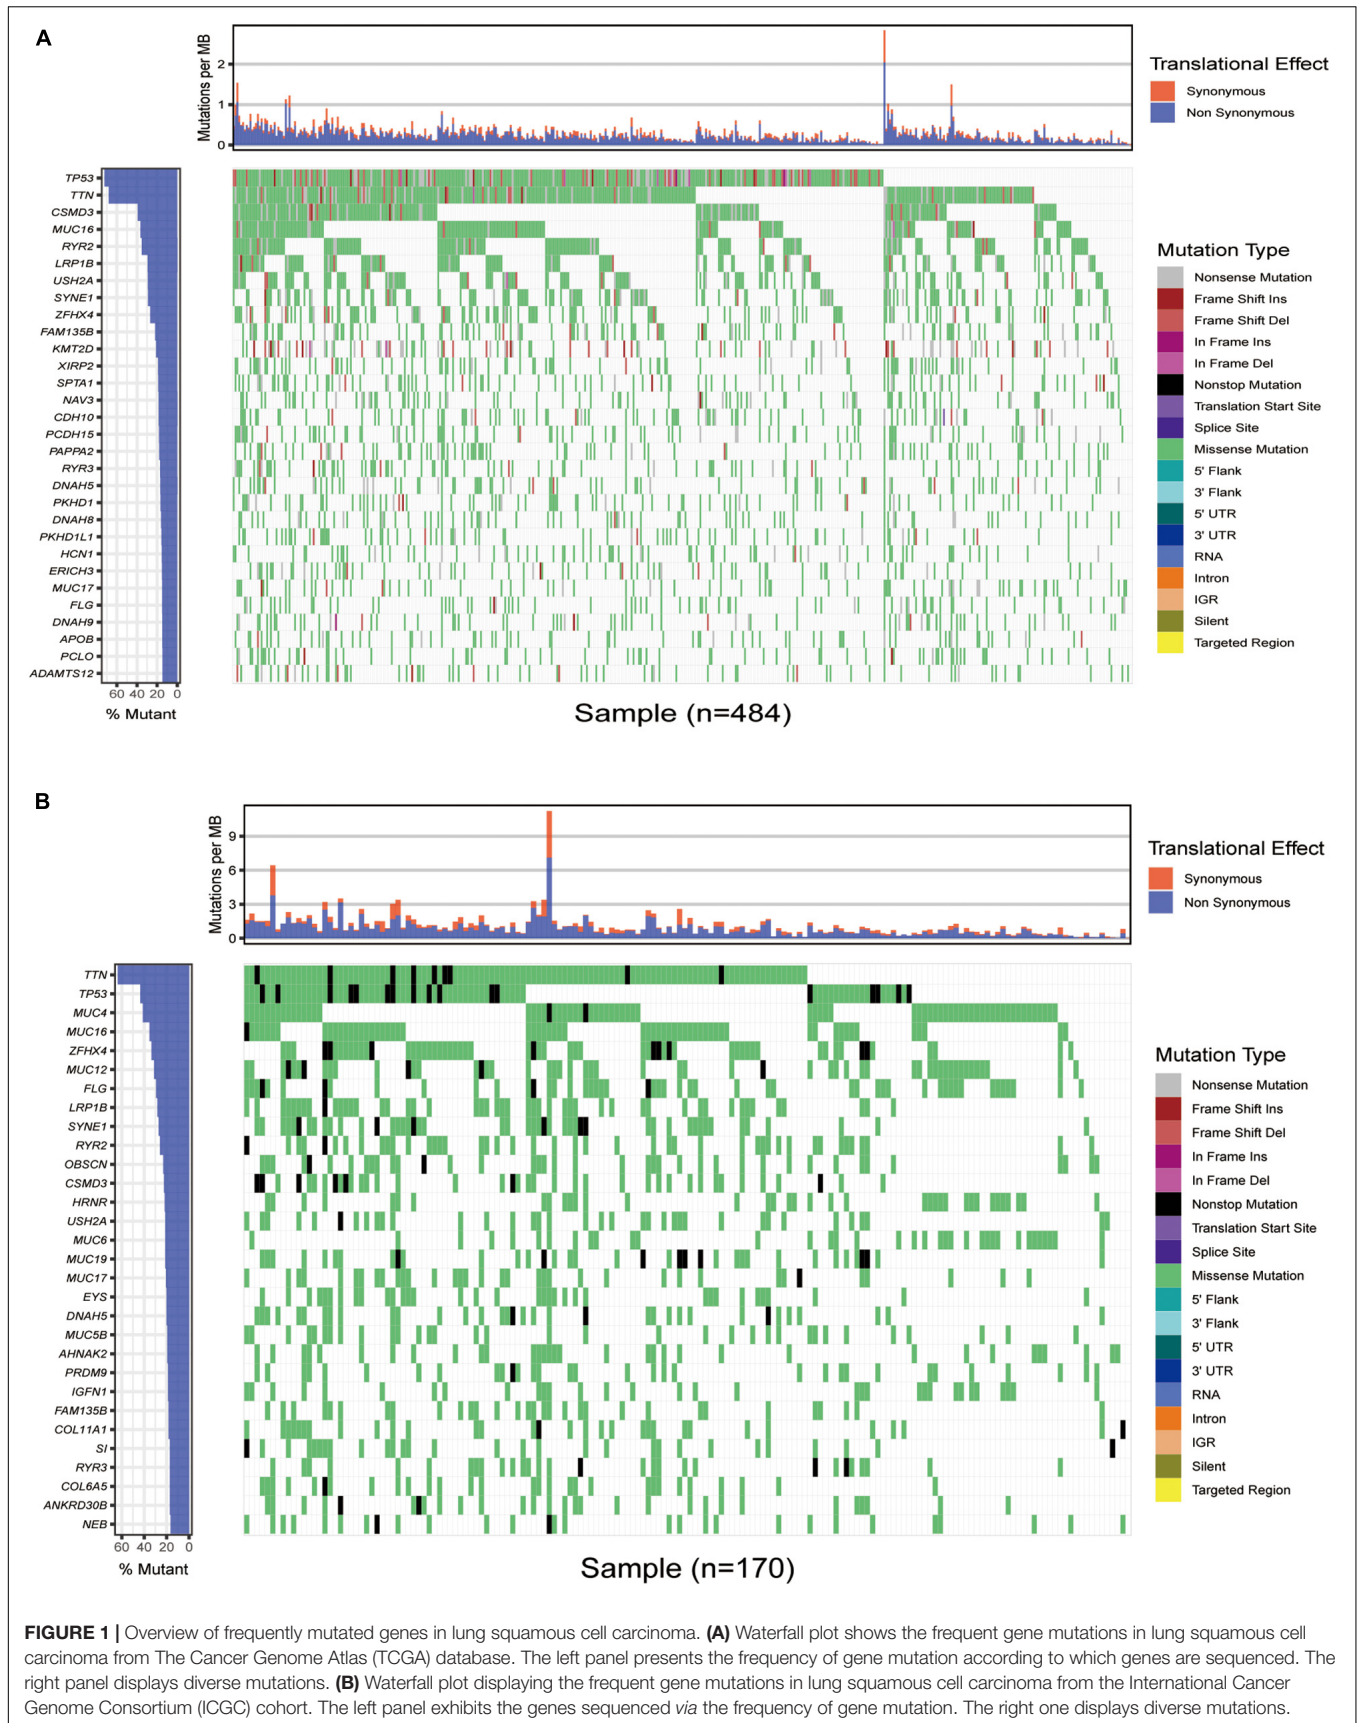 A
Mutations per MB
2
1
0
Translational Effect
Synonymous
Non Synonymous
TP53
TTN
CSMD3
MUC16
RYR2
LRP1B
USH2A
SYNE1
ZFHX4
FAM135B
KMT2D
XIRP2
SPTA1
NAV3
CDH10
PCDH15
PAPPA2
RYR3
DNAH5
PKHD1
DNAH8
PKHD1L1
HCN1
ERICH3
MUC17
FLG
DNAH9
APOB
PCLO
ADAMTS12
60 40 20 0
% Mutant
Sample (n=484)
Mutation Type
Nonsense Mutation
Frame Shift Ins
Frame Shift Del
In Frame Ins
In Frame Del
Nonstop Mutation
Translation Start Site
Splice Site
Missense Mutation
5' Flank
3' Flank
5' UTR
3' UTR
RNA
Intron
IGR
Silent
Targeted Region
B
Mutations per MB
9
6
3
0
Translational Effect
Synonymous
Non Synonymous
TTN
TP53
MUC4
MUC16
ZFHX4
MUC12
FLG
LRP1B
SYNE1
RYR2
OBSCN
CSMD3
HRNR
USH2A
MUC6
MUC19
MUC17
EYS
DNAH5
MUC5B
AHNAK2
PRDM9
IGFN1
FAM135B
COL11A1
SI
RYR3
COL6A5
ANKRD30B
NEB
60 40 20 0
% Mutant
Sample (n=170)
Mutation Type
Nonsense Mutation
Frame Shift Ins
Frame Shift Del
In Frame Ins
In Frame Del
Nonstop Mutation
Translation Start Site
Splice Site
Missense Mutation
5' Flank
3' Flank
5' UTR
3' UTR
RNA
Intron
IGR
Silent
Targeted Region
FIGURE 1 | Overview of frequently mutated genes in lung squamous cell carcinoma. (A) Waterfall plot shows the frequent gene mutations in lung squamous cell
carcinoma from The Cancer Genome Atlas (TCGA) database. The left panel presents the frequency of gene mutation according to which genes are sequenced. The
right panel displays diverse mutations. (B) Waterfall plot displaying the frequent gene mutations in lung squamous cell carcinoma from the International Cancer
Genome Consortium (ICGC) cohort. The left panel exhibits the genes sequenced via the frequency of gene mutation. The right one displays diverse mutations.